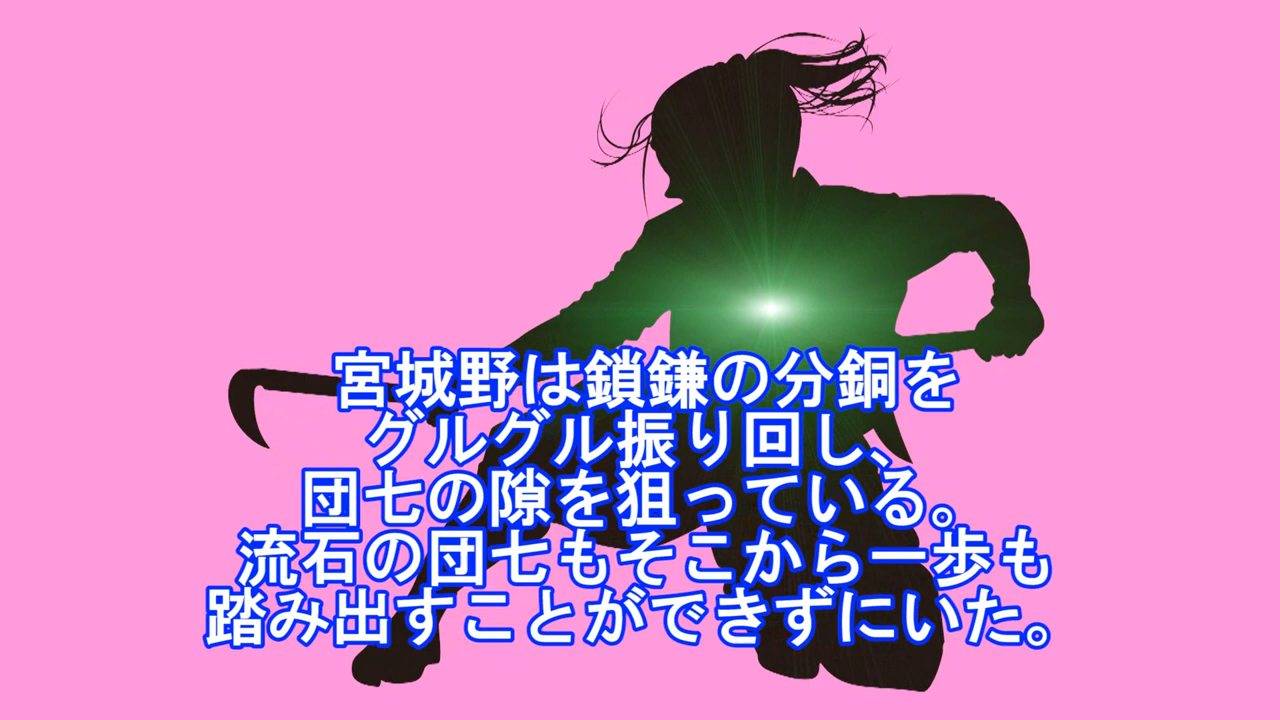 宮城野は鎖鎌の分銅を
グルグル振り回し、
団七の隙を狙っている。
流石の団七もそこから一歩も
踏み出すことができずにいた。